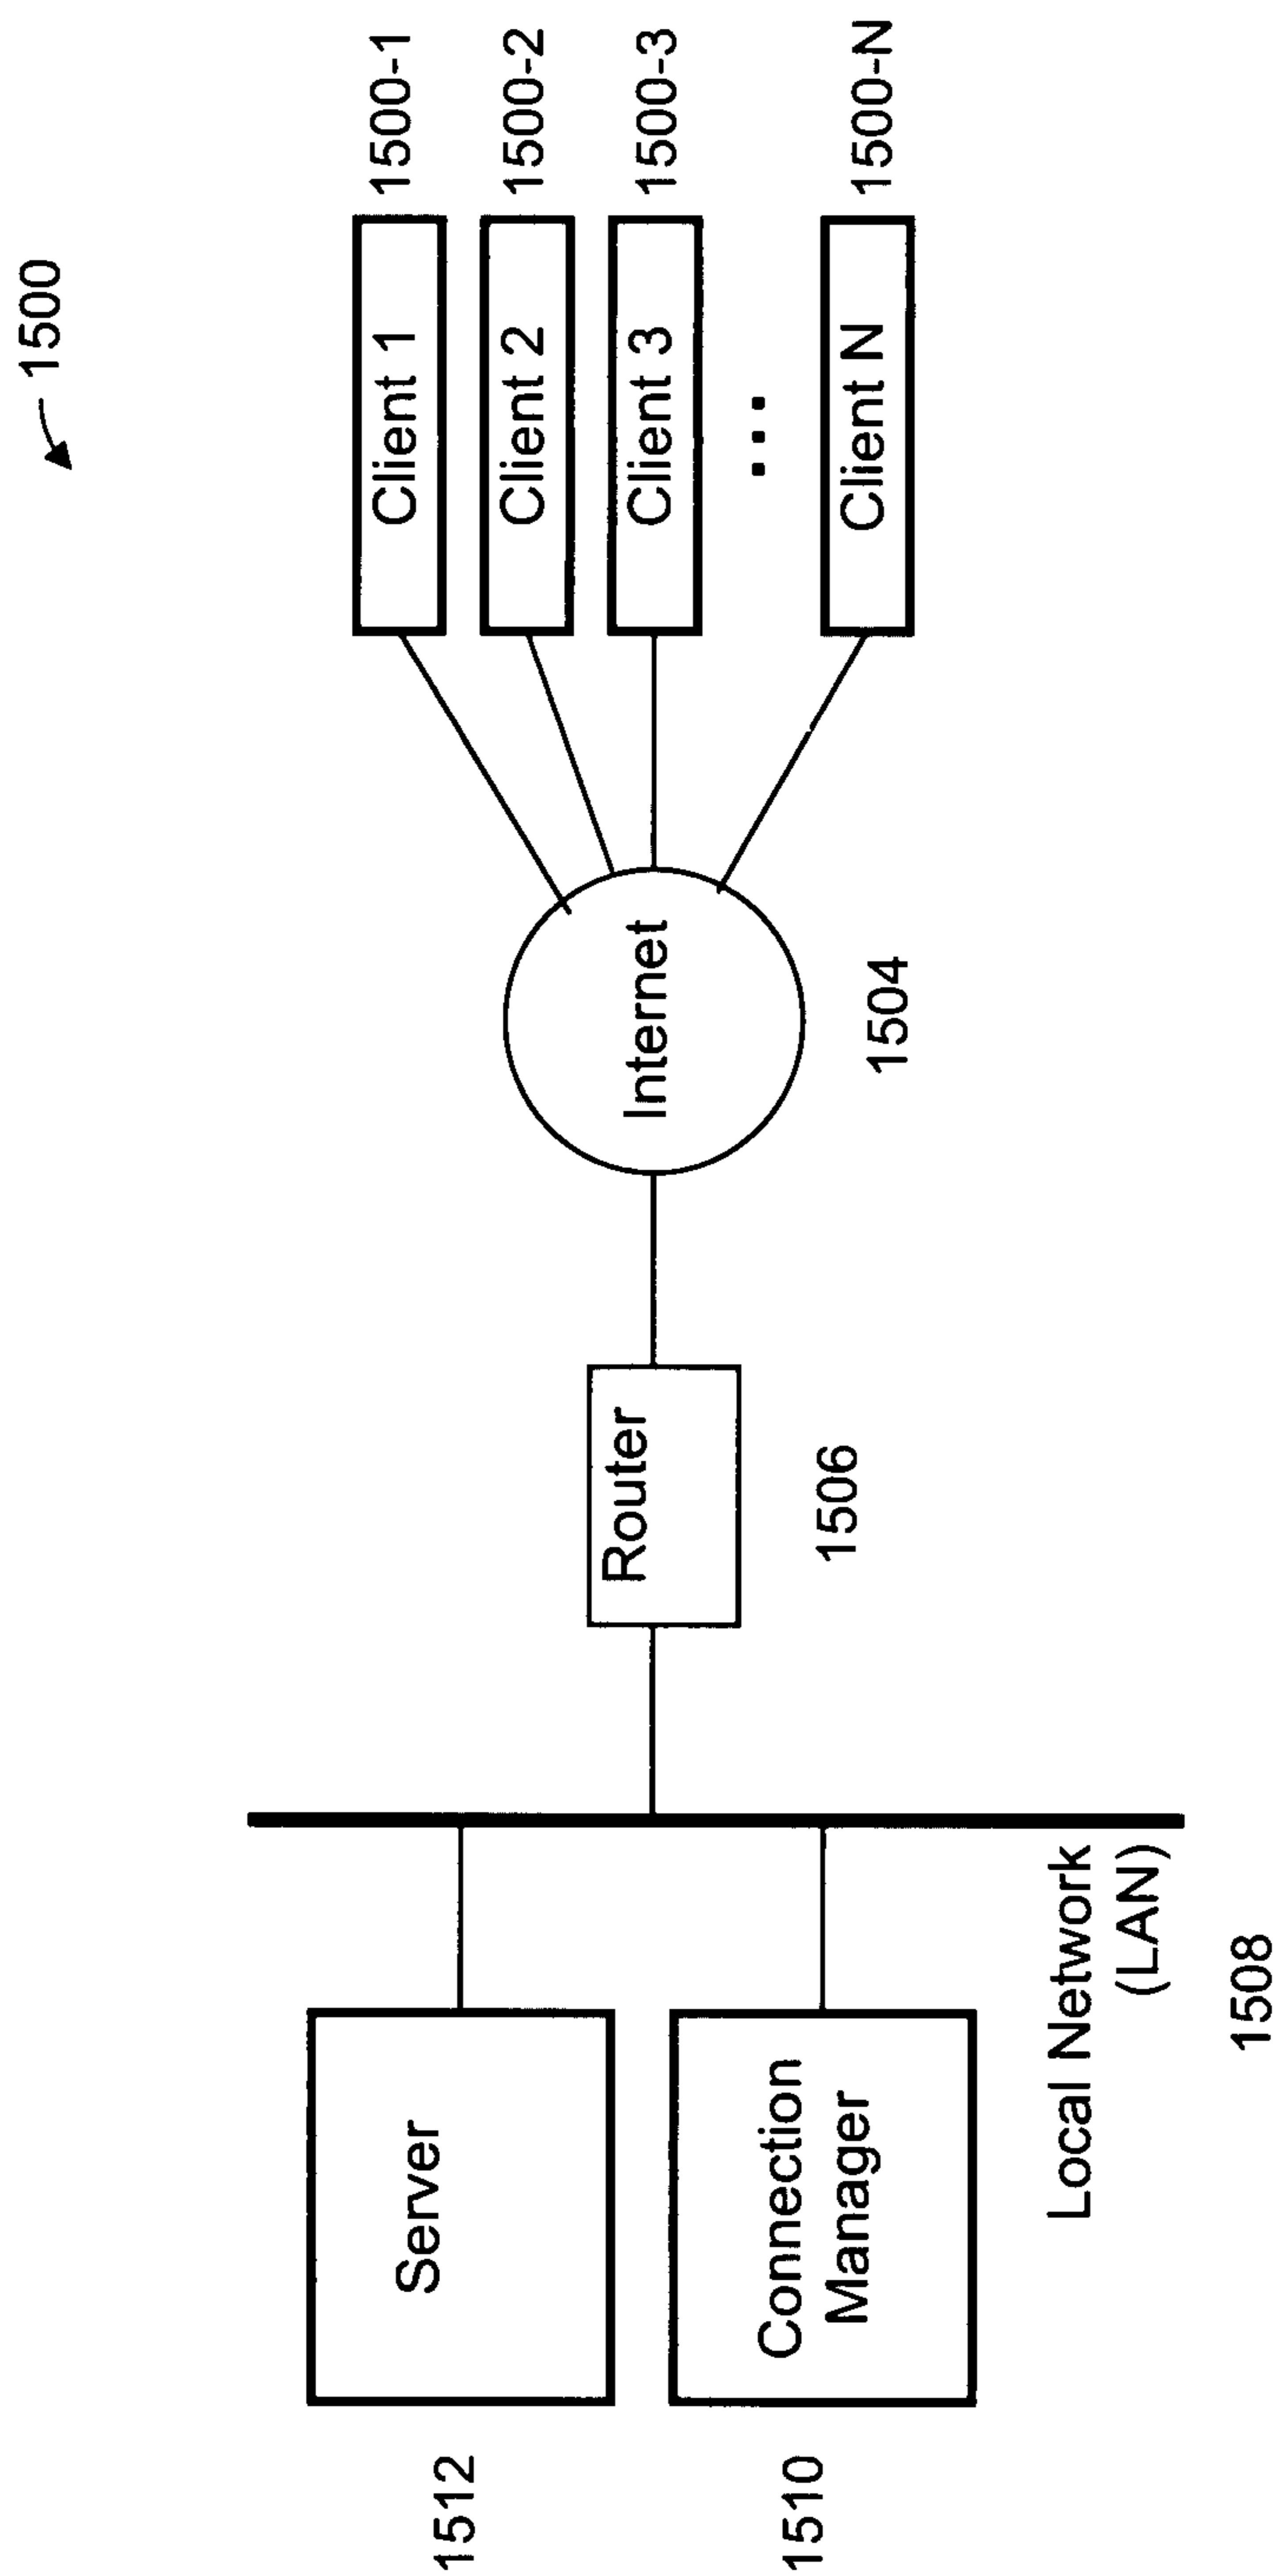 1500
Server
1512
Connection
Manager
1510
Local Network
(LAN)
1508
Router
1506
Internet
1504
Client 1
1500-1
Client 2
1500-2
Client 3
1500-3
...
Client N
1500-N